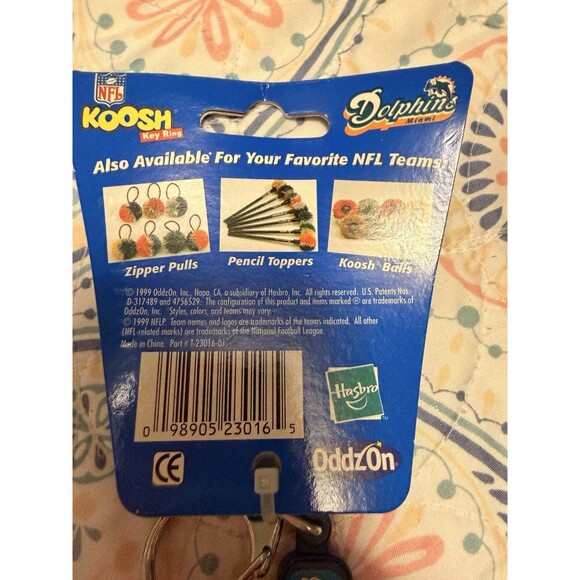 NFL
KOOSH®
Key Ring
Dolphins
Miami
Also Available* For Your Favorite NFL Teams!
Zipper Pulls
Pencil Toppers
Koosh® Balls
© 1999 OddzOn, Inc., Napa, CA, a subsidiary of Hasbro, Inc. All rights reserved. U.S. Patents Nos.
D-317489 and 4756529. The configuration of this product and items marked ® are trademarks of
OddzOn, Inc. *Styles, colors, and teams may vary.
© 1999 NFLP. Team names and logos are trademarks of the teams indicated. All other
(NFL-related marks) are trademarks of the National Football League.
Made in China. Part # 1-23016-01
0 98905 23016 5
Hasbro
™
CE
OddzOn®